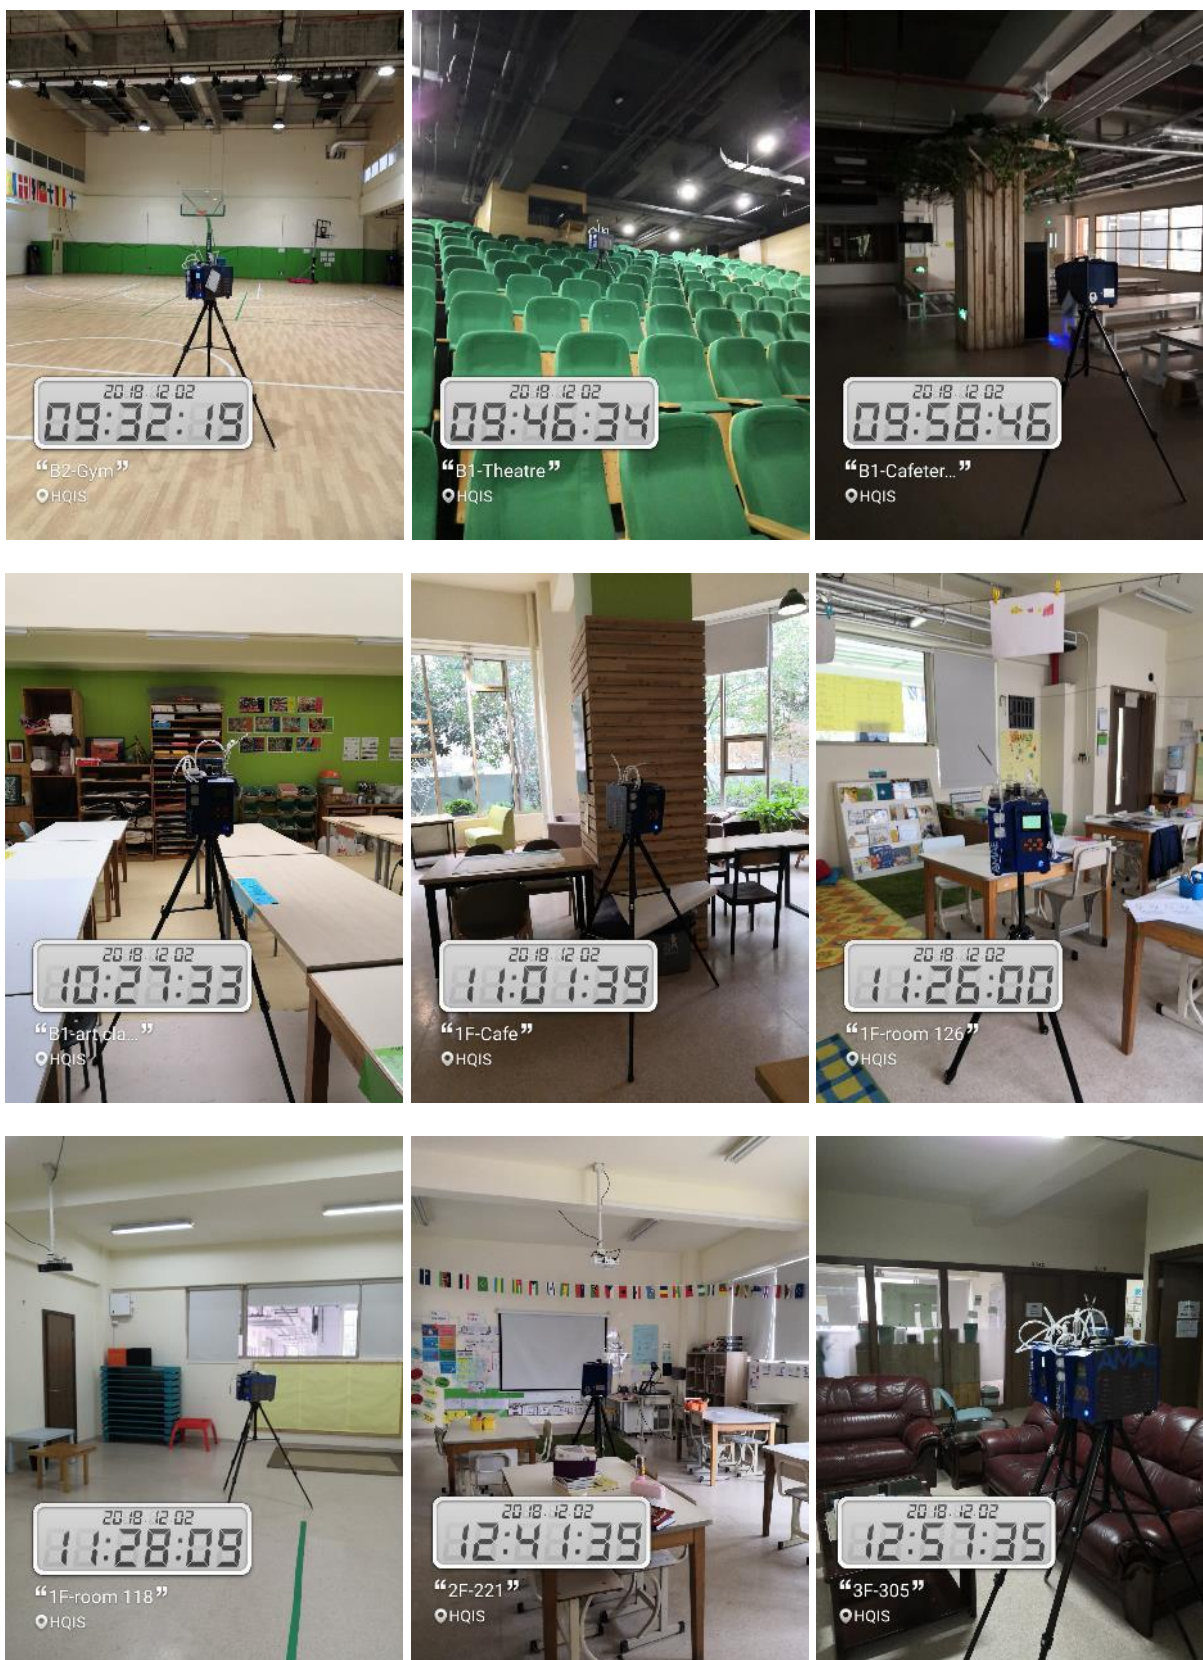 2018.12.02
09:32:19
“B2-Gym”
HQIS
2018.12.02
09:46:34
“B1-Theatre”
HQIS
2018.12.02
09:58:46
“B1-Cafeter...”
HQIS
2018.12.02
10:27:33
“B1-art cla...”
HQIS
2018.12.02
11:01:39
“1F-Cafe”
HQIS
2018.12.02
11:26:00
“1F-room 126”
HQIS
2018.12.02
11:28:09
“1F-room 118”
HQIS
2018.12.02
12:41:39
“2F-221”
HQIS
AMAE
2018.12.02
12:57:35
“3F-305”
HQIS